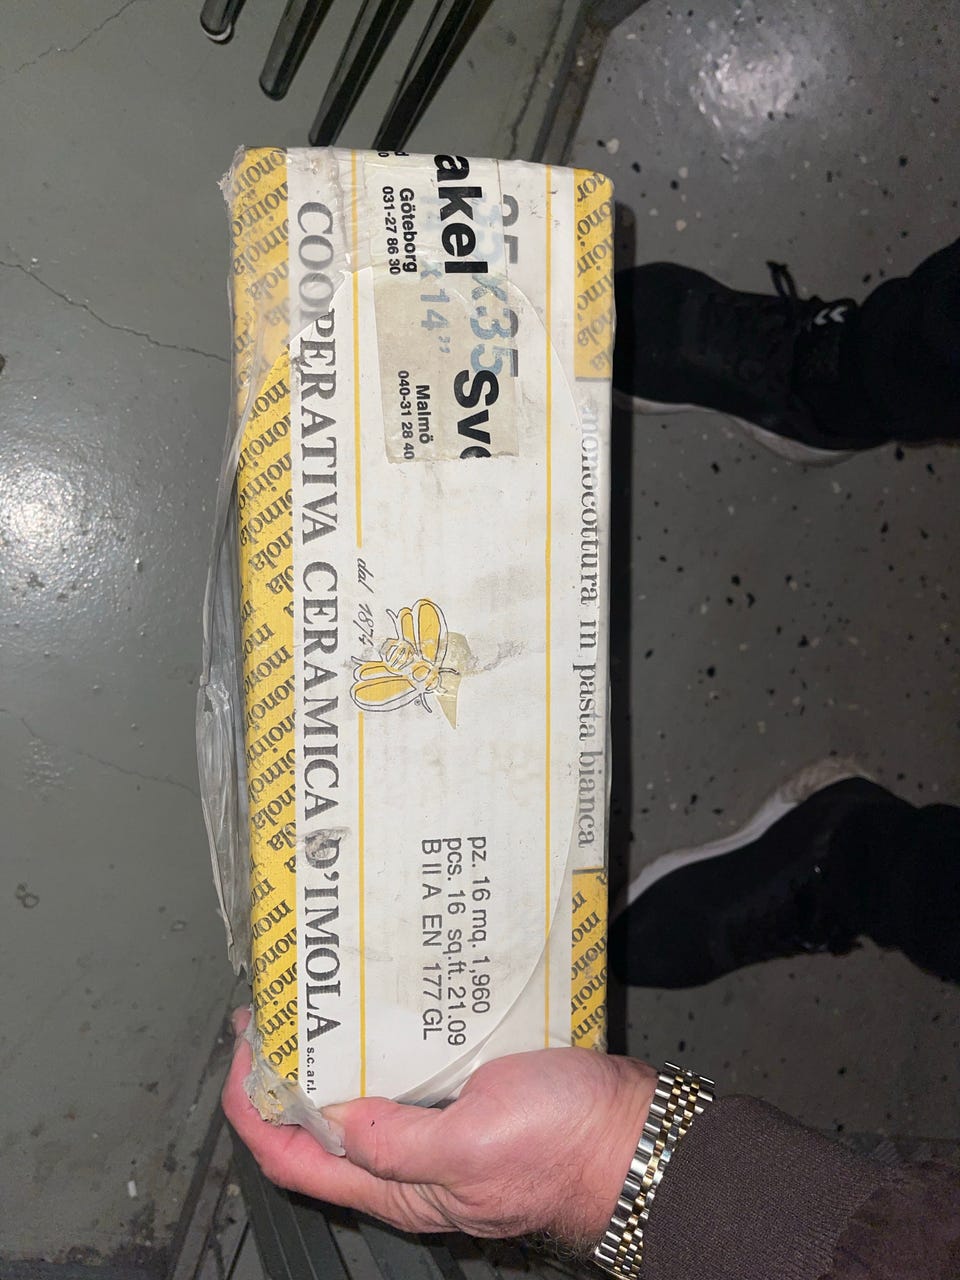 COOPERATIVA CERAMICA D'IMOLA s.c.a r.l.
dal 1874
akel Sv
Göteborg
031-27 86 30
Malmö
040-31 28 40
x 14"
35
pz. 16 mq. 1,960
pcs. 16 sq.ft. 21.09
B II A EN 177 GL
monocottura in pasta bianca
monoimola